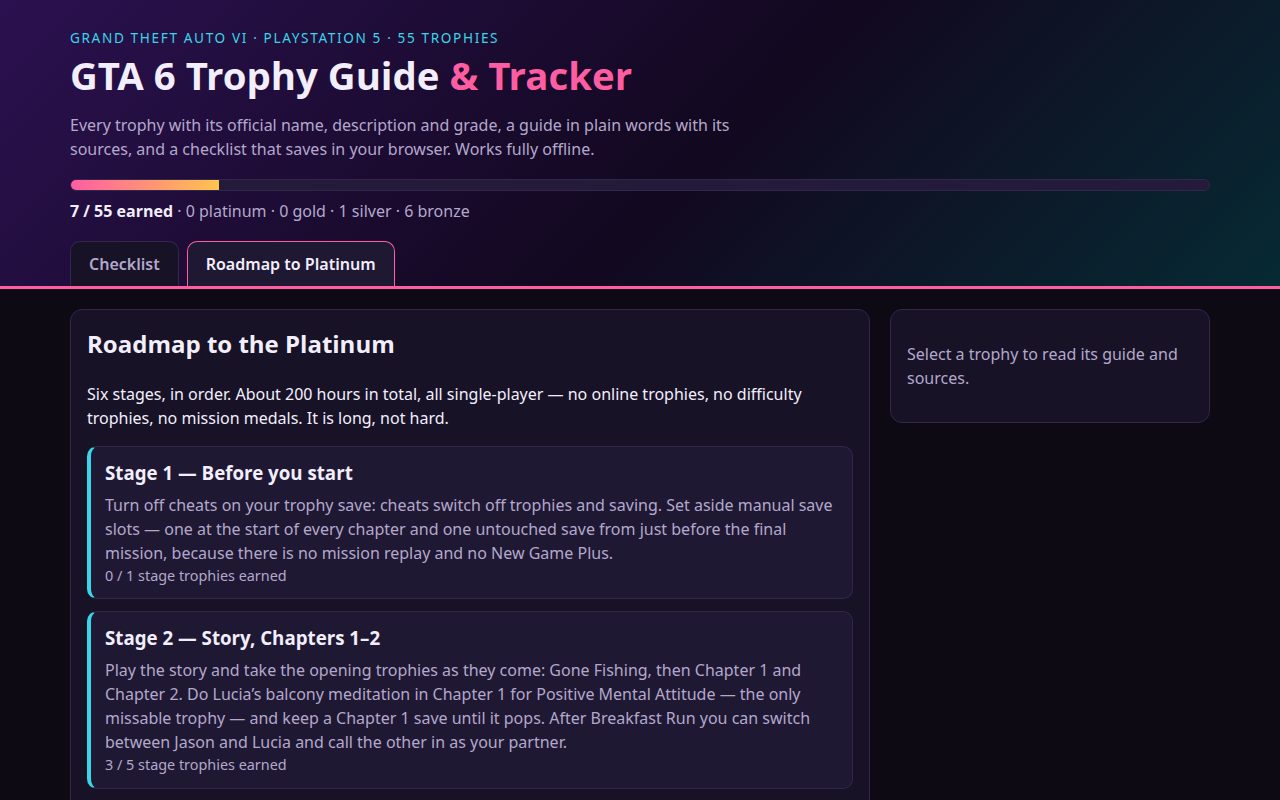 GRAND THEFT AUTO VI · PLAYSTATION 5 · 55 TROPHIES
GTA 6 Trophy Guide & Tracker
Every trophy with its official name, description and grade, a guide in plain words with its
sources, and a checklist that saves in your browser. Works fully offline.
7 / 55 earned · 0 platinum · 0 gold · 1 silver · 6 bronze
Checklist
Roadmap to Platinum
Roadmap to the Platinum
Six stages, in order. About 200 hours in total, all single-player — no online trophies, no difficulty
trophies, no mission medals. It is long, not hard.
Stage 1 — Before you start
Turn off cheats on your trophy save: cheats switch off trophies and saving. Set aside manual save
slots — one at the start of every chapter and one untouched save from just before the final
mission, because there is no mission replay and no New Game Plus.
0 / 1 stage trophies earned
Stage 2 — Story, Chapters 1–2
Play the story and take the opening trophies as they come: Gone Fishing, then Chapter 1 and
Chapter 2. Do Lucia’s balcony meditation in Chapter 1 for Positive Mental Attitude — the only
missable trophy — and keep a Chapter 1 save until it pops. After Breakfast Run you can switch
between Jason and Lucia and call the other in as your partner.
3 / 5 stage trophies earned
Select a trophy to read its guide and
sources.